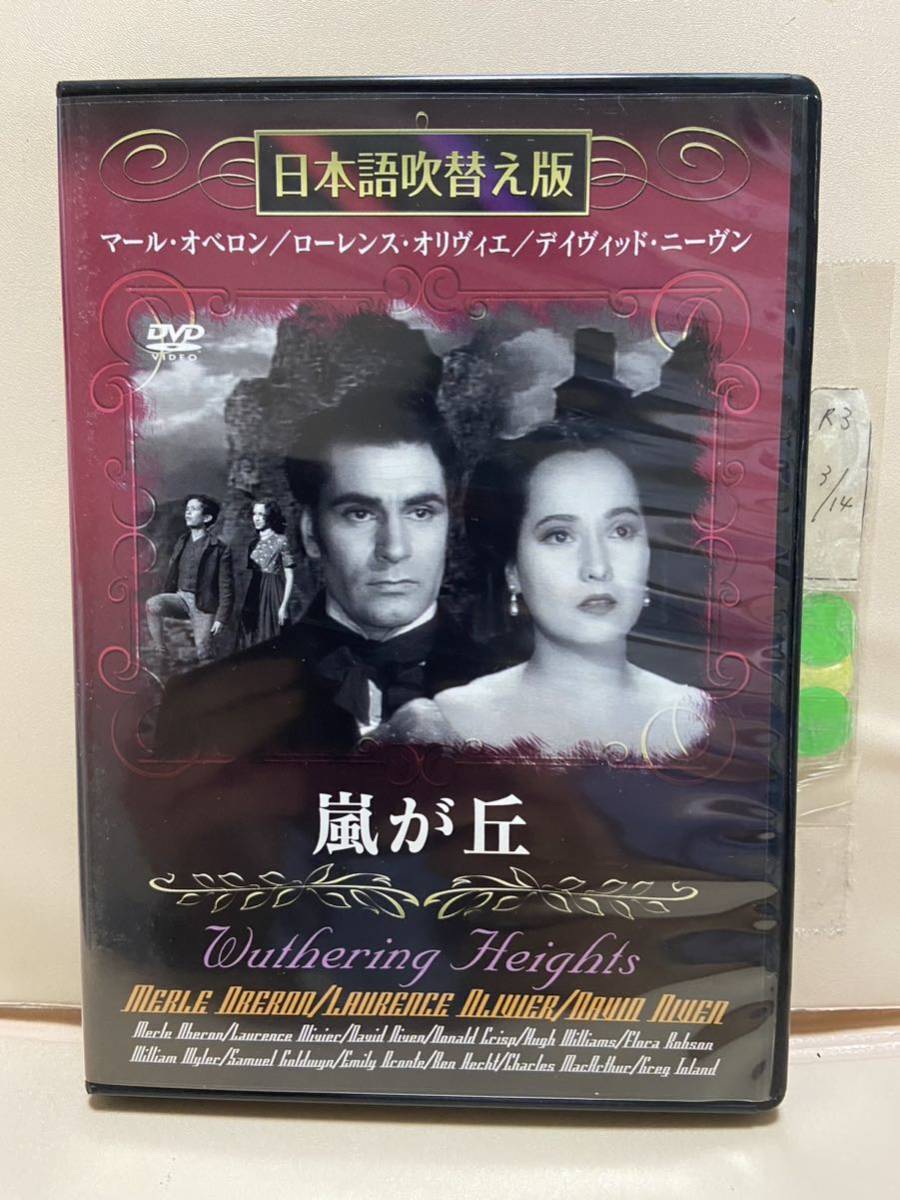 日本語吹替え版
マール・オベロン/ローレンス・オリヴィエ/デイヴィッド・ニーヴン
DVD
VIDEO
R3
3/14
嵐が丘
Wuthering Heights
MERLE OBERON/LAURENCE OLIVIER/DAVID NIVEN
Merle Oberon/Laurence Olivier/David Niven/Donald Crisp/Hugh Williams/Flora Robson
William Wyler/Samuel Goldwyn/Emily Bronte/Ben Hecht/Charles MacArthur/Greg Toland